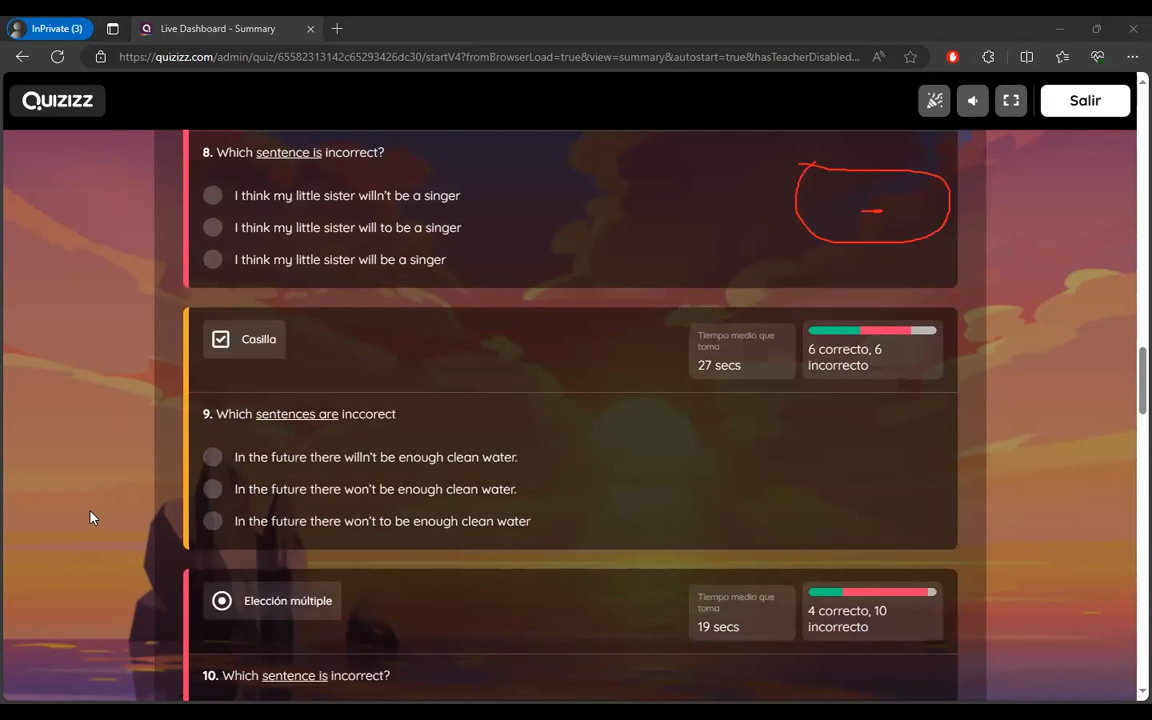 InPrivate (3)
Live Dashboard - Summary
https://quizizz.com/admin/quiz/65582313142c65293426dc30/startV4?fromBrowserLoad=true&view=summary&autostart=true&hasTeacherDisabled...
QUIZIZZ
Salir
8. Which sentence is incorrect?
I think my little sister willn't be a singer
I think my little sister will to be a singer
I think my little sister will be a singer
Casilla
Tiempo medio que toma
27 secs
6 correcto, 6
incorrecto
9. Which sentences are inccorect
In the future there willn't be enough clean water.
In the future there won't be enough clean water.
In the future there won't to be enough clean water
Elección múltiple
Tiempo medio que toma
19 secs
4 correcto, 10
incorrecto
10. Which sentence is incorrect?